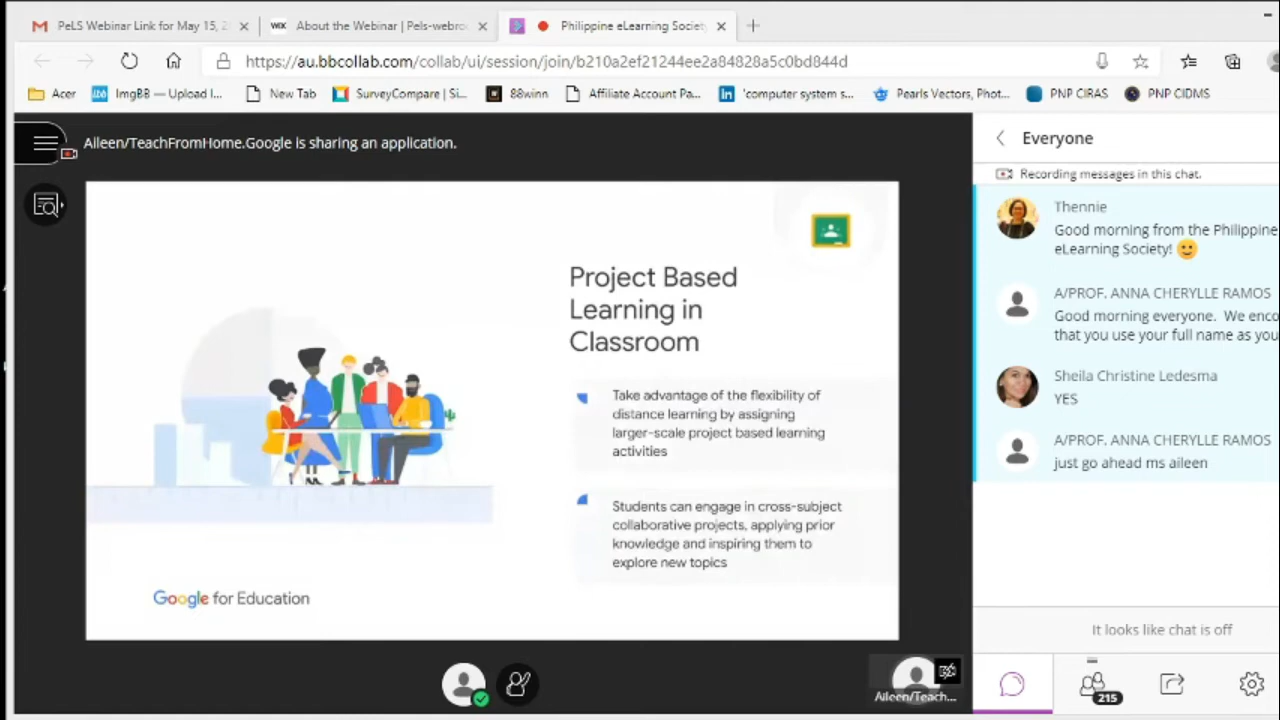 PeLS Webinar Link for May 15, 2
WIX About the Webinar | Pels-webro
Philippine eLearning Society
https://au.bbcollab.com/collab/ui/session/join/b210a2ef21244ee2a84828a5c0bd844d
Acer
ImgBB — Upload I...
New Tab
SurveyCompare | Si...
88winn
Affiliate Account Pa...
'computer system s...
Pearls Vectors, Phot...
PNP CIRAS
PNP CIDMS
Aileen/TeachFromHome.Google is sharing an application.
Project Based
Learning in
Classroom
Take advantage of the flexibility of
distance learning by assigning
larger-scale project based learning
activities
Students can engage in cross-subject
collaborative projects, applying prior
knowledge and inspiring them to
explore new topics
Google for Education
Aileen/Teach...
Everyone
Recording messages in this chat.
Thennie
Good morning from the Philippine
eLearning Society!
A/PROF. ANNA CHERYLLE RAMOS
Good morning everyone. We enco
that you use your full name as you
Sheila Christine Ledesma
YES
A/PROF. ANNA CHERYLLE RAMOS
just go ahead ms aileen
It looks like chat is off
215